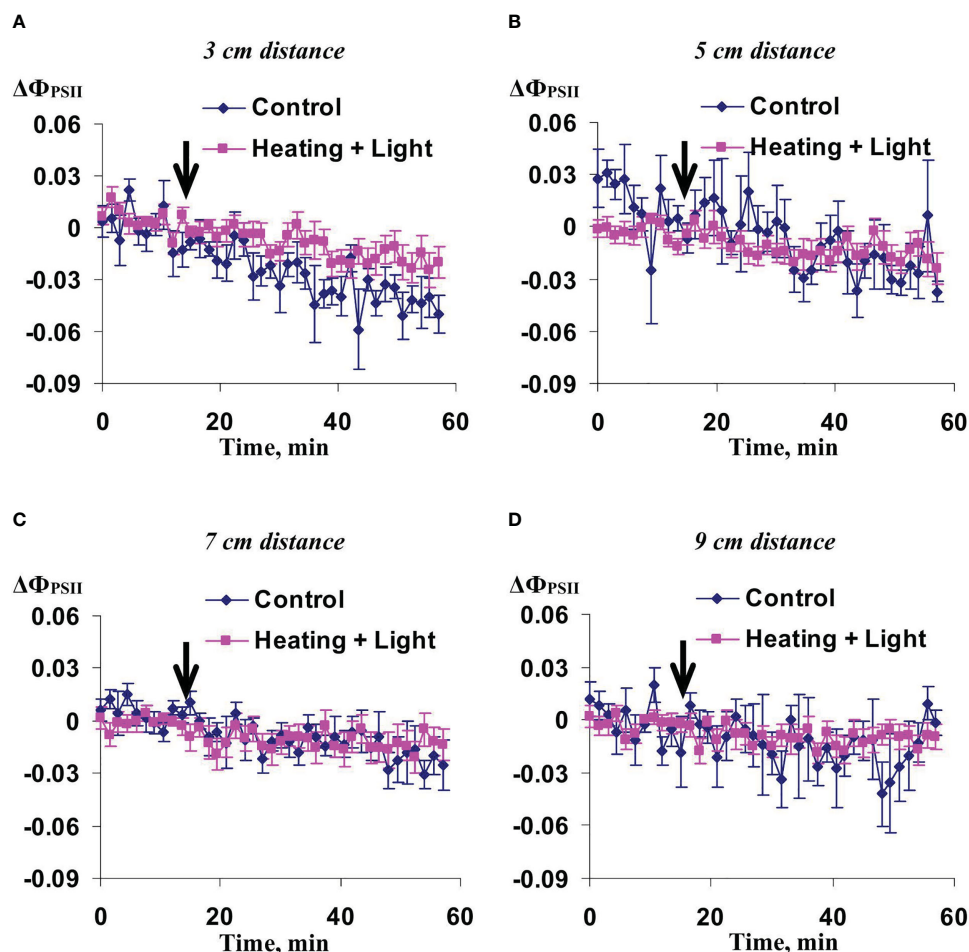 A
3 cm distance
ΔΦPSII
Control
Heating + Light
0.06
0.03
0
-0.03
-0.06
-0.09
0
20
40
60
Time, min
B
5 cm distance
ΔΦPSII
Control
Heating + Light
0.06
0.03
0
-0.03
-0.06
-0.09
0
20
40
60
Time, min
C
7 cm distance
ΔΦPSII
Control
Heating + Light
0.06
0.03
0
-0.03
-0.06
-0.09
0
20
40
60
Time, min
D
9 cm distance
ΔΦPSII
Control
Heating + Light
0.06
0.03
0
-0.03
-0.06
-0.09
0
20
40
60
Time, min